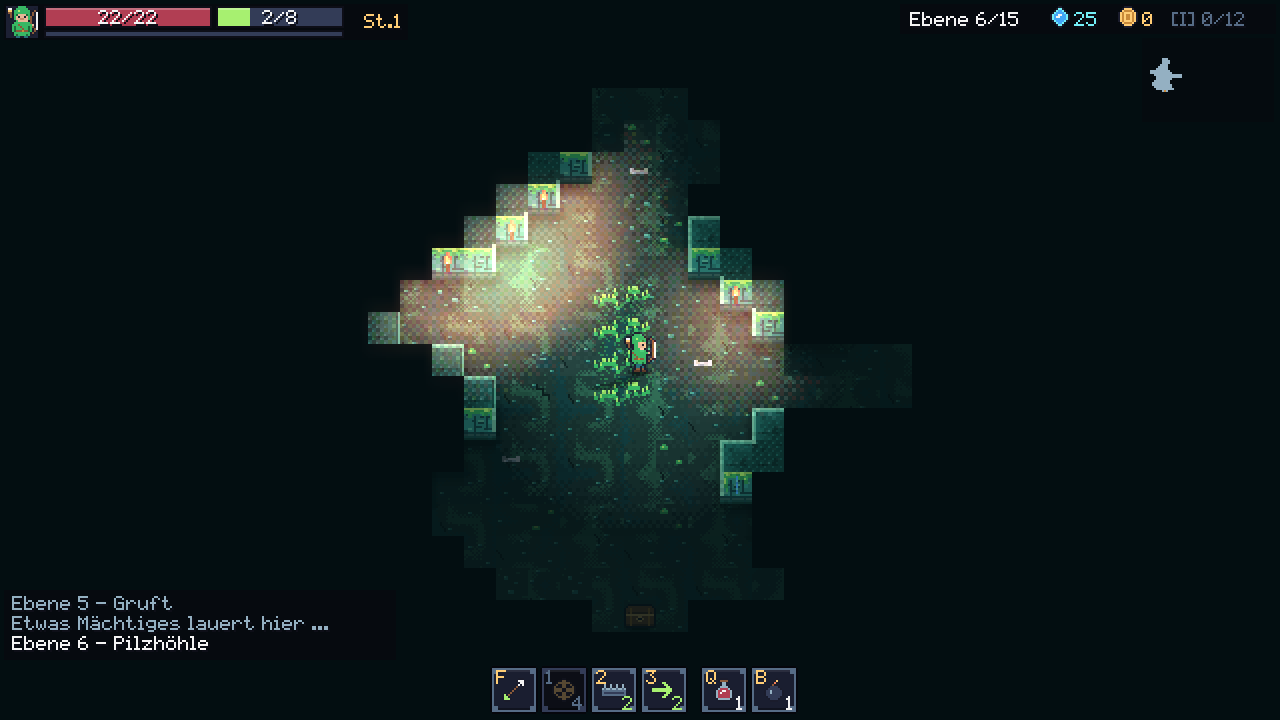 22/22
2/8
St.1
Ebene 6/15
25
0
[I] 0/12
Ebene 5 - Gruft
Etwas Mächtiges lauert hier ...
Ebene 6 - Pilzhöhle
F
1
4
2
2
3
2
Q
1
B
1